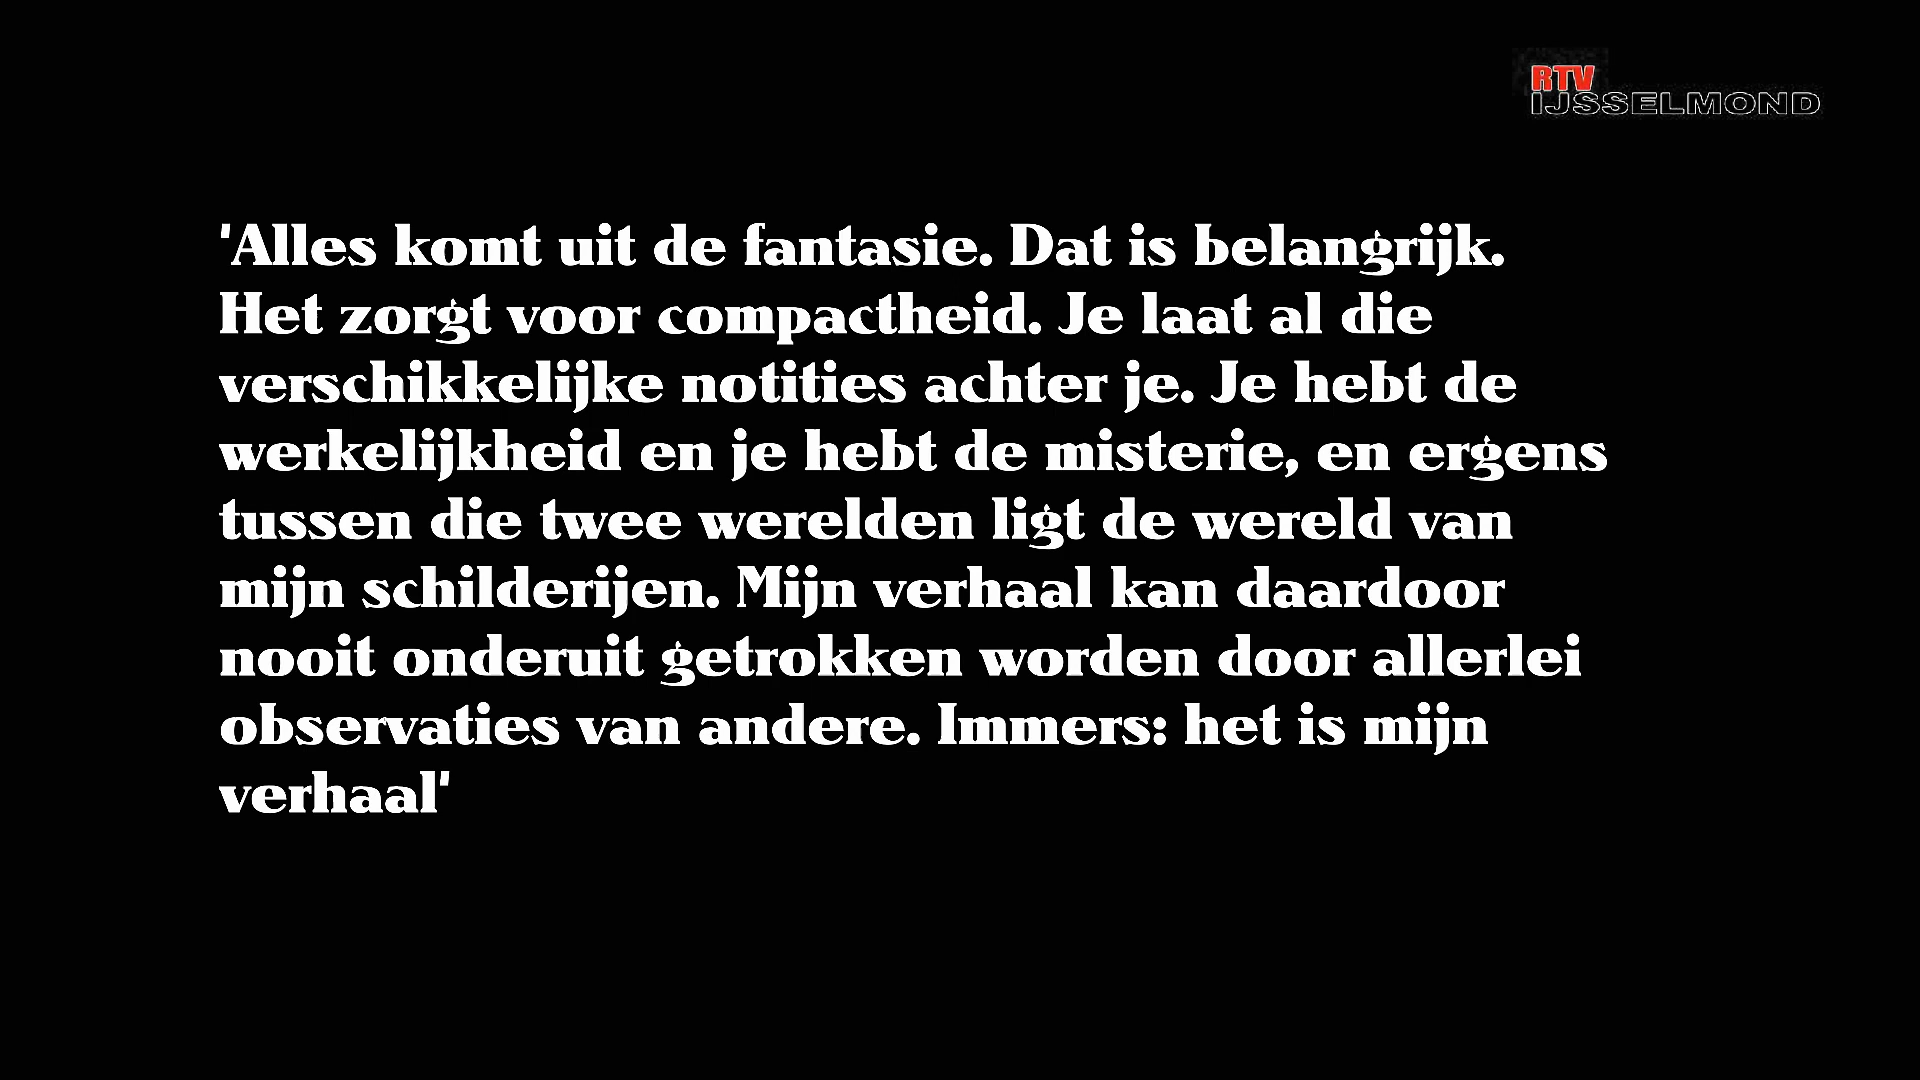 RTV
IJSSELMOND
'Alles komt uit de fantasie. Dat is belangrijk.
Het zorgt voor compactheid. Je laat al die
verschikkelijke notities achter je. Je hebt de
werkelijkheid en je hebt de misterie, en ergens
tussen die twee werelden ligt de wereld van
mijn schilderijen. Mijn verhaal kan daardoor
nooit onderuit getrokken worden door allerlei
observaties van andere. Immers: het is mijn
verhaal'